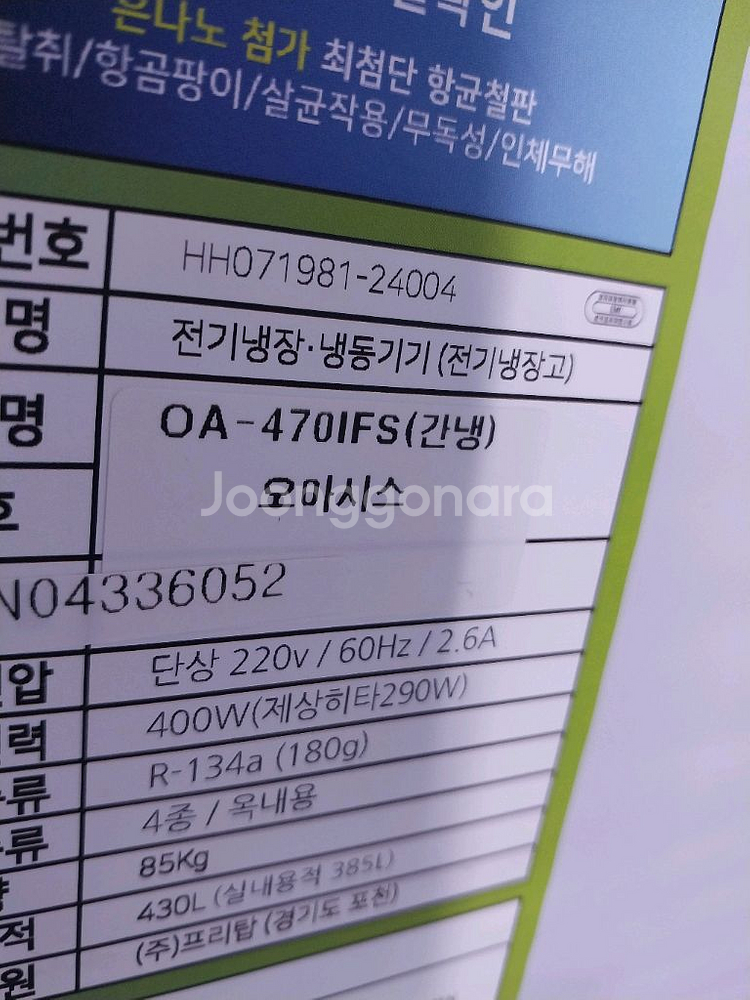 은나노 첨가 최첨단 항균철판
탈취/항곰팡이/살균작용/무독성/인체무해
번호 HH071981-24004
명 전기냉장·냉동기기 (전기냉장고)
명 OA-470IFS(간냉)
호 오마시스
Joonggonara
N04336052
압 단상 220v / 60Hz / 2.6A
력 400W(제상히타290W)
류 R-134a (180g)
류 4종 / 옥내용
량 85Kg
적 430L (실내용적 385L)
원 (주)프리탑 (경기도 포천)